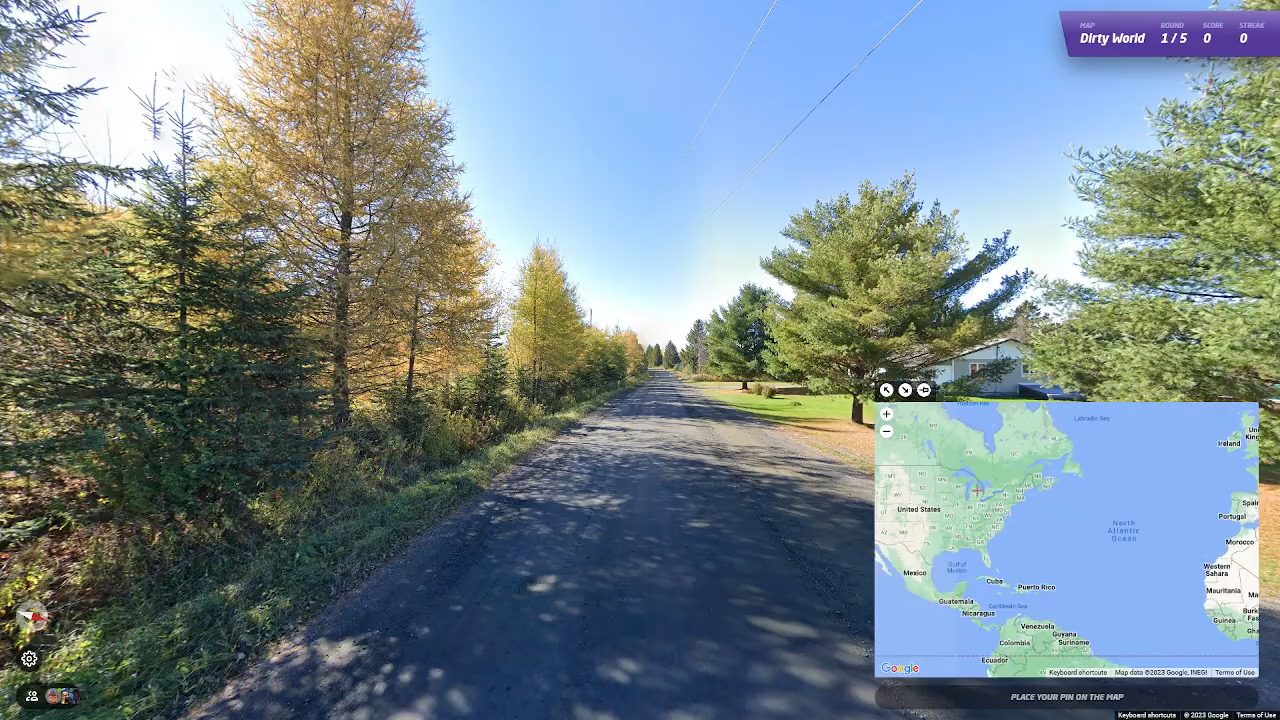 MAP ROUND SCORE STREAK
Dirty World 1 / 5 0 0
Hudson Bay
Labrador Sea
Ireland
United States
Spain
Portugal
North
Atlantic
Ocean
Morocco
Gulf of
Mexico
Mexico
Western
Sahara
Cuba
Puerto Rico
Mauritania
Guatemala
Caribbean Sea
Nicaragua
Guinea
Venezuela
Guyana
Colombia
Suriname
Ecuador
Google
Keyboard shortcuts Map data ©2023 Google, INEGI Terms of Use
PLACE YOUR PIN ON THE MAP
Keyboard shortcuts © 2023 Google Terms of Use